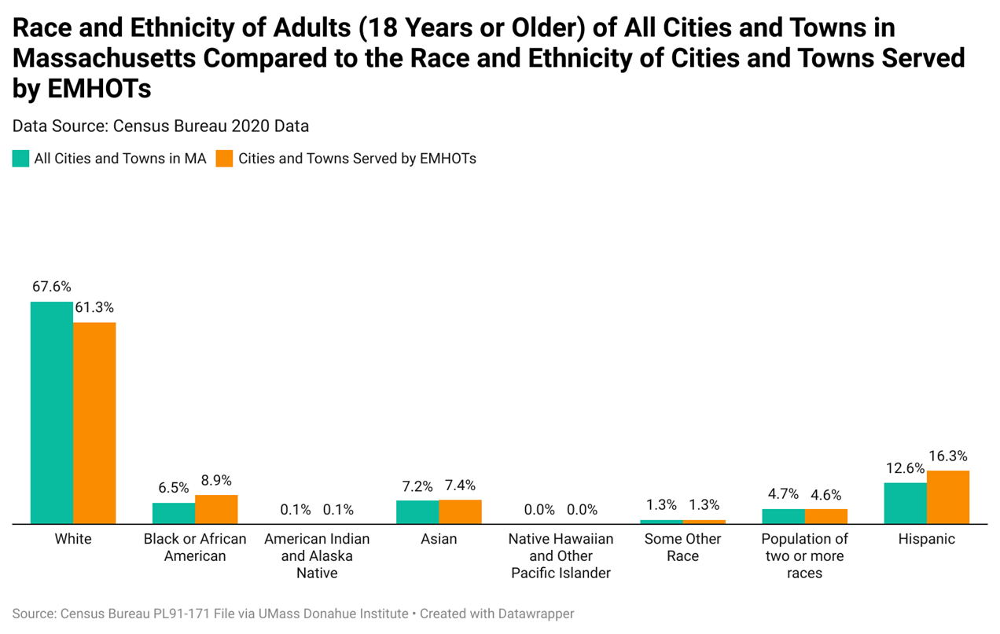 Race and Ethnicity of Adults (18 Years or Older) of All Cities and Towns in
Massachusetts Compared to the Race and Ethnicity of Cities and Towns Served
by EMHOTs
Data Source: Census Bureau 2020 Data
All Cities and Towns in MA Cities and Towns Served by EMHOTs
67.6%
61.3%
6.5%
8.9%
0.1%
0.1%
7.2%
7.4%
0.0%
0.0%
1.3%
1.3%
4.7%
4.6%
12.6%
16.3%
White
Black or African
American
American Indian
and Alaska
Native
Asian
Native Hawaiian
and Other
Pacific Islander
Some Other
Race
Population of
two or more
races
Hispanic
Source: Census Bureau PL91-171 File via UMass Donahue Institute • Created with Datawrapper